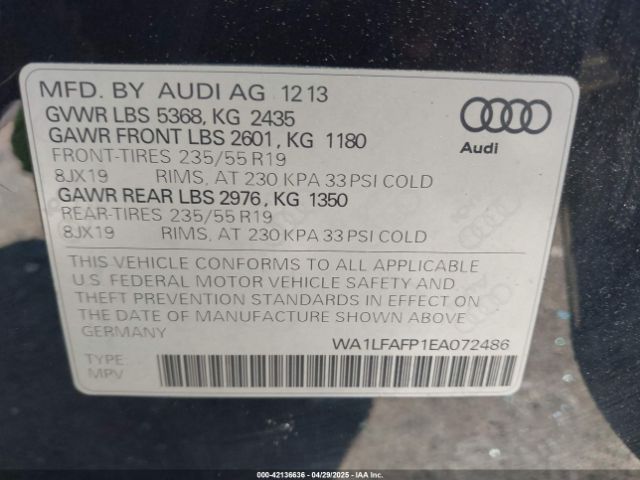 MFD. BY AUDI AG 12 13
GVWR LBS 5368, KG 2435
GAWR FRONT LBS 2601, KG 1180
FRONT-TIRES 235/55 R19
8JX19 RIMS, AT 230 KPA 33 PSI COLD
GAWR REAR LBS 2976, KG 1350
REAR-TIRES 235/55 R19
8JX19 RIMS, AT 230 KPA 33 PSI COLD
Audi
THIS VEHICLE CONFORMS TO ALL APPLICABLE
U.S. FEDERAL MOTOR VEHICLE SAFETY AND
THEFT PREVENTION STANDARDS IN EFFECT ON
THE DATE OF MANUFACTURE SHOWN ABOVE
GERMANY
WA1LFAFP1EA072486
TYPE
MPV
000-42136636 - 04/29/2025 - IAA Inc.